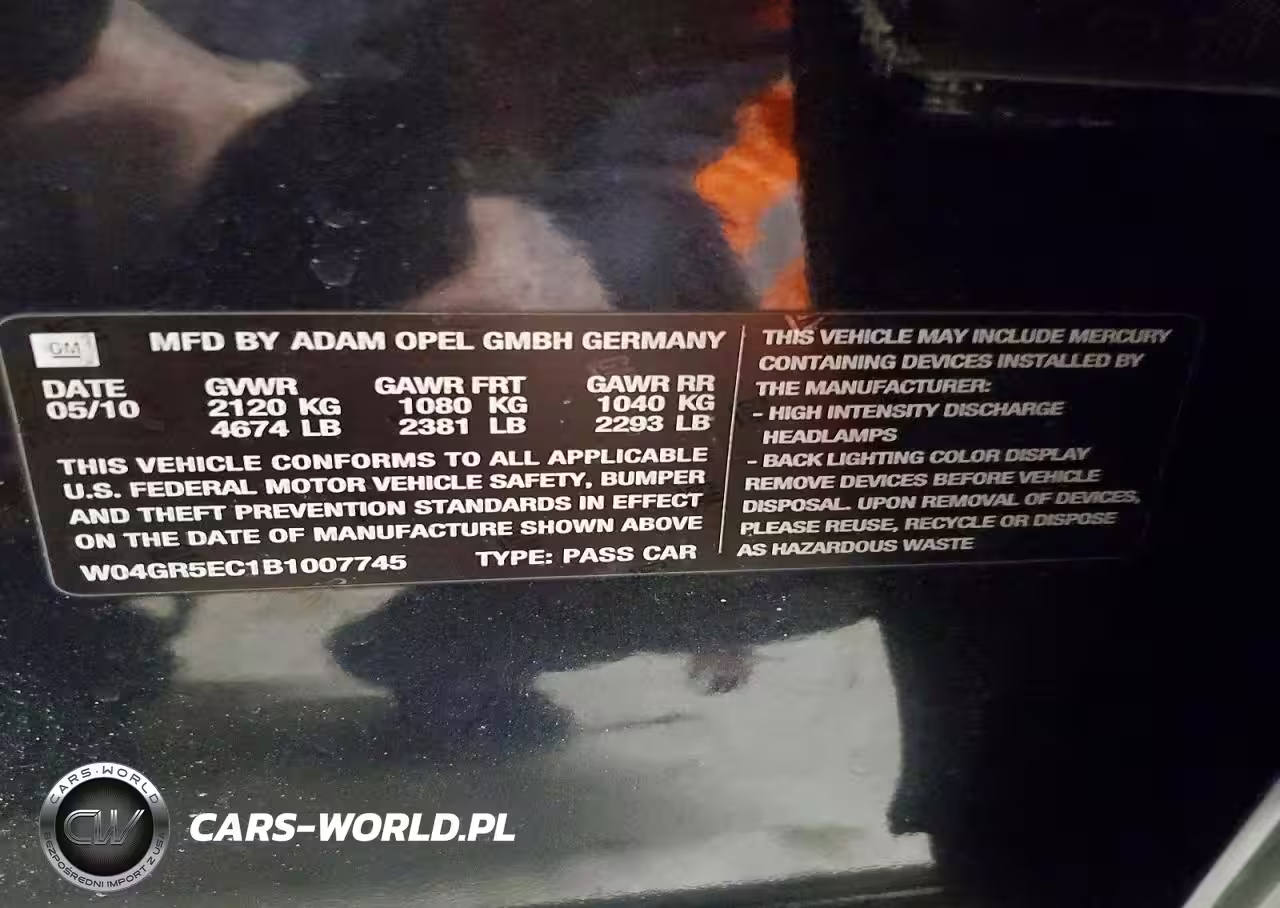 GM
MFD BY ADAM OPEL GMBH GERMANY
DATE GVWR GAWR FRT GAWR RR
05/10 2120 KG 1080 KG 1040 KG
4674 LB 2381 LB 2293 LB
THIS VEHICLE CONFORMS TO ALL APPLICABLE
U.S. FEDERAL MOTOR VEHICLE SAFETY, BUMPER
AND THEFT PREVENTION STANDARDS IN EFFECT
ON THE DATE OF MANUFACTURE SHOWN ABOVE
W04GR5EC1B1007745 TYPE: PASS CAR
THIS VEHICLE MAY INCLUDE MERCURY
CONTAINING DEVICES INSTALLED BY
THE MANUFACTURER:
- HIGH INTENSITY DISCHARGE
HEADLAMPS
- BACK LIGHTING COLOR DISPLAY
REMOVE DEVICES BEFORE VEHICLE
DISPOSAL. UPON REMOVAL OF DEVICES,
PLEASE REUSE, RECYCLE OR DISPOSE
AS HAZARDOUS WASTE
CARS-WORLD
CW
BEZPOŚREDNI IMPORT Z USA
CARS-WORLD.PL